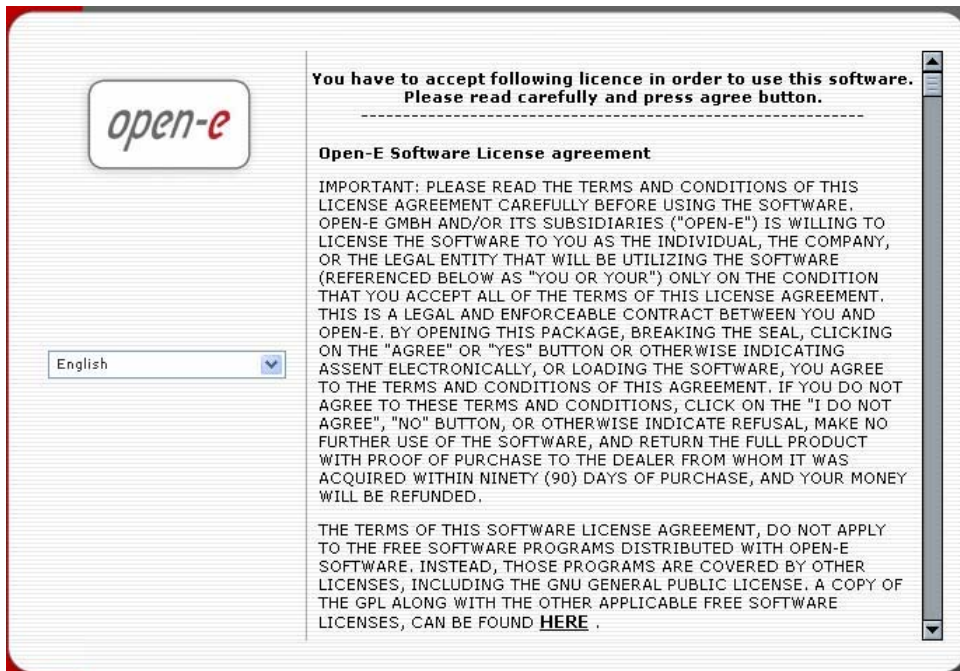 open-e
English
You have to accept following licence in order to use this software.
Please read carefully and press agree button.
------------------------------------------------------------
Open-E Software License agreement
IMPORTANT: PLEASE READ THE TERMS AND CONDITIONS OF THIS
LICENSE AGREEMENT CAREFULLY BEFORE USING THE SOFTWARE.
OPEN-E GMBH AND/OR ITS SUBSIDIARIES ("OPEN-E") IS WILLING TO
LICENSE THE SOFTWARE TO YOU AS THE INDIVIDUAL, THE COMPANY,
OR THE LEGAL ENTITY THAT WILL BE UTILIZING THE SOFTWARE
(REFERENCED BELOW AS "YOU OR YOUR") ONLY ON THE CONDITION
THAT YOU ACCEPT ALL OF THE TERMS OF THIS LICENSE AGREEMENT.
THIS IS A LEGAL AND ENFORCEABLE CONTRACT BETWEEN YOU AND
OPEN-E. BY OPENING THIS PACKAGE, BREAKING THE SEAL, CLICKING
ON THE "AGREE" OR "YES" BUTTON OR OTHERWISE INDICATING
ASSENT ELECTRONICALLY, OR LOADING THE SOFTWARE, YOU AGREE
TO THE TERMS AND CONDITIONS OF THIS AGREEMENT. IF YOU DO NOT
AGREE TO THESE TERMS AND CONDITIONS, CLICK ON THE "I DO NOT
AGREE", "NO" BUTTON, OR OTHERWISE INDICATE REFUSAL, MAKE NO
FURTHER USE OF THE SOFTWARE, AND RETURN THE FULL PRODUCT
WITH PROOF OF PURCHASE TO THE DEALER FROM WHOM IT WAS
ACQUIRED WITHIN NINETY (90) DAYS OF PURCHASE, AND YOUR MONEY
WILL BE REFUNDED.
THE TERMS OF THIS SOFTWARE LICENSE AGREEMENT, DO NOT APPLY
TO THE FREE SOFTWARE PROGRAMS DISTRIBUTED WITH OPEN-E
SOFTWARE. INSTEAD, THOSE PROGRAMS ARE COVERED BY OTHER
LICENSES, INCLUDING THE GNU GENERAL PUBLIC LICENSE. A COPY OF
THE GPL ALONG WITH THE OTHER APPLICABLE FREE SOFTWARE
LICENSES, CAN BE FOUND HERE .